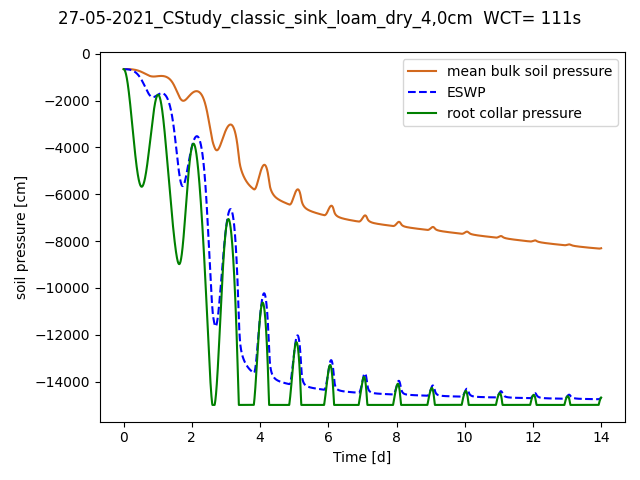 27-05-2021_CStudy_classic_sink_loam_dry_4,0cm  WCT= 111s
mean bulk soil pressure
ESWP
root collar pressure
soil pressure [cm]
0
−2000
−4000
−6000
−8000
−10000
−12000
−14000
0 2 4 6 8 10 12 14
Time [d]